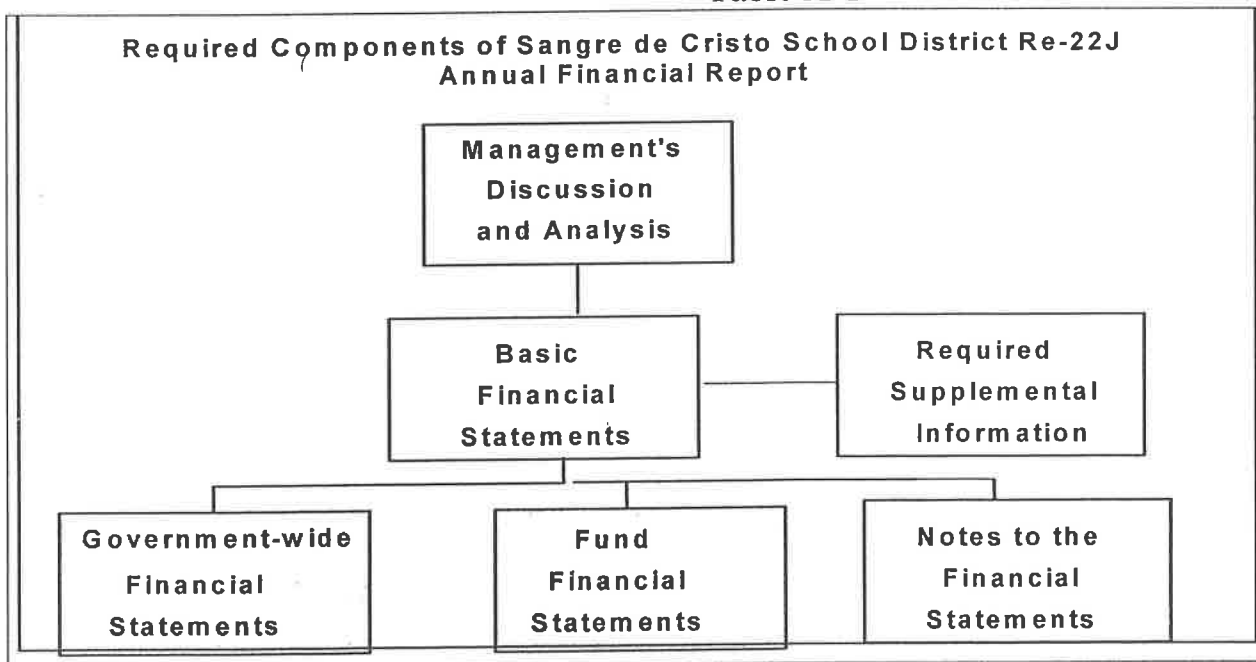 Required Components of Sangre de Cristo School District Re-22J
Annual Financial Report
Management's
Discussion
and Analysis
Basic
Financial
Statements
Required
Supplemental
Information
Government-wide
Financial
Statements
Fund
Financial
Statements
Notes to the
Financial
Statements